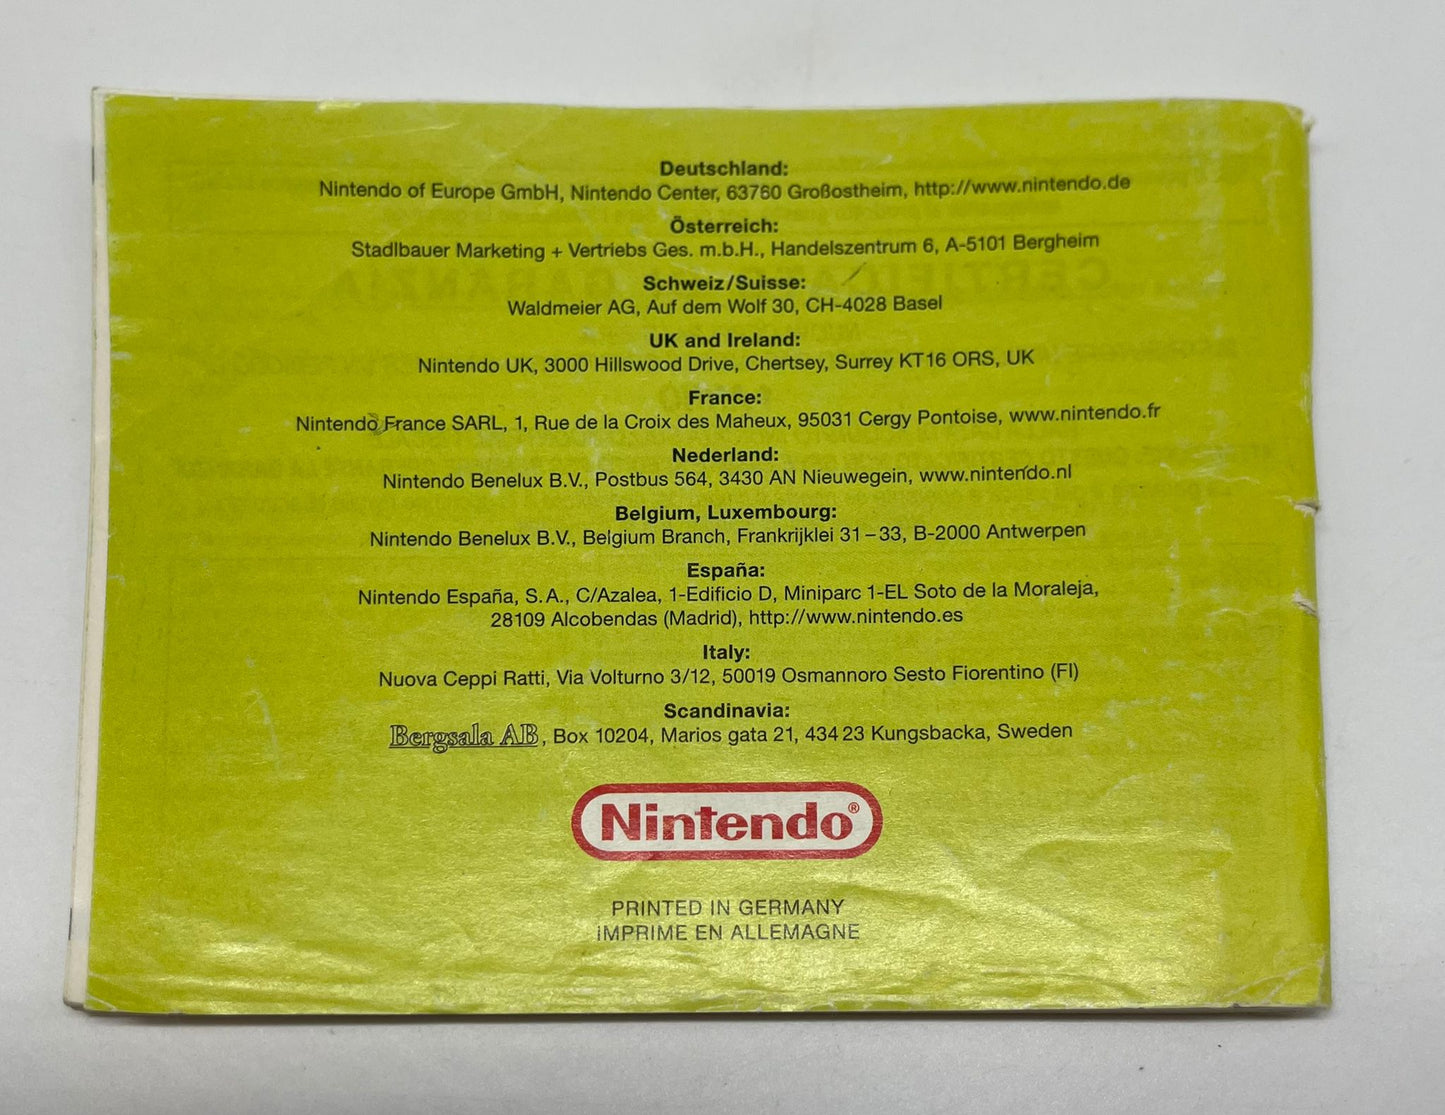 Deutschland:
Nintendo of Europe GmbH, Nintendo Center, 63760 Großostheim, http://www.nintendo.de
Österreich:
Stadlbauer Marketing + Vertriebs Ges. m.b.H., Handelszentrum 6, A-5101 Bergheim
Schweiz/Suisse:
Waldmeier AG, Auf dem Wolf 30, CH-4028 Basel
UK and Ireland:
Nintendo UK, 3000 Hillswood Drive, Chertsey, Surrey KT16 ORS, UK
France:
Nintendo France SARL, 1, Rue de la Croix des Maheux, 95031 Cergy Pontoise, www.nintendo.fr
Nederland:
Nintendo Benelux B.V., Postbus 564, 3430 AN Nieuwegein, www.nintendo.nl
Belgium, Luxembourg:
Nintendo Benelux B.V., Belgium Branch, Frankrijklei 31–33, B-2000 Antwerpen
España:
Nintendo España, S.A., C/Azalea, 1-Edificio D, Miniparc 1-EL Soto de la Moraleja,
28109 Alcobendas (Madrid), http://www.nintendo.es
Italy:
Nuova Ceppi Ratti, Via Volturno 3/12, 50019 Osmannoro Sesto Fiorentino (FI)
Scandinavia:
Bergsala AB, Box 10204, Marios gata 21, 434 23 Kungsbacka, Sweden
Nintendo®
PRINTED IN GERMANY
IMPRIME EN ALLEMAGNE